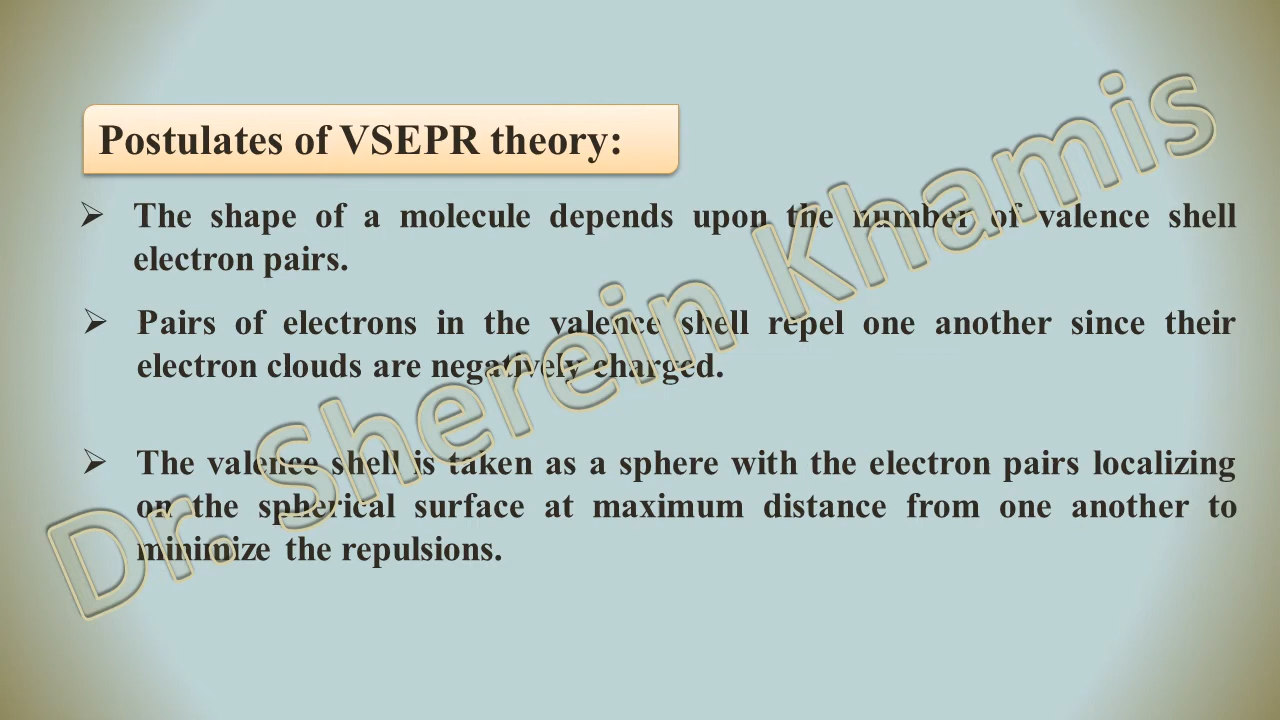 Postulates of VSEPR theory:
The shape of a molecule depends upon the number of valence shell
electron pairs.
Pairs of electrons in the valence shell repel one another since their
electron clouds are negatively charged.
The valence shell is taken as a sphere with the electron pairs localizing
on the spherical surface at maximum distance from one another to
minimize the repulsions.
Dr. Sherein Khamis